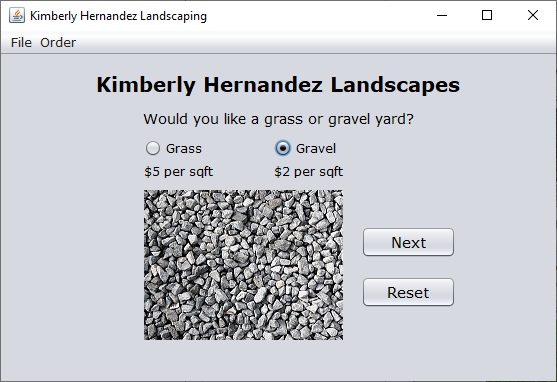 Kimberly Hernandez Landscaping
File Order
Kimberly Hernandez Landscapes
Would you like a grass or gravel yard?
Grass Gravel
$5 per sqft $2 per sqft
Next
Reset